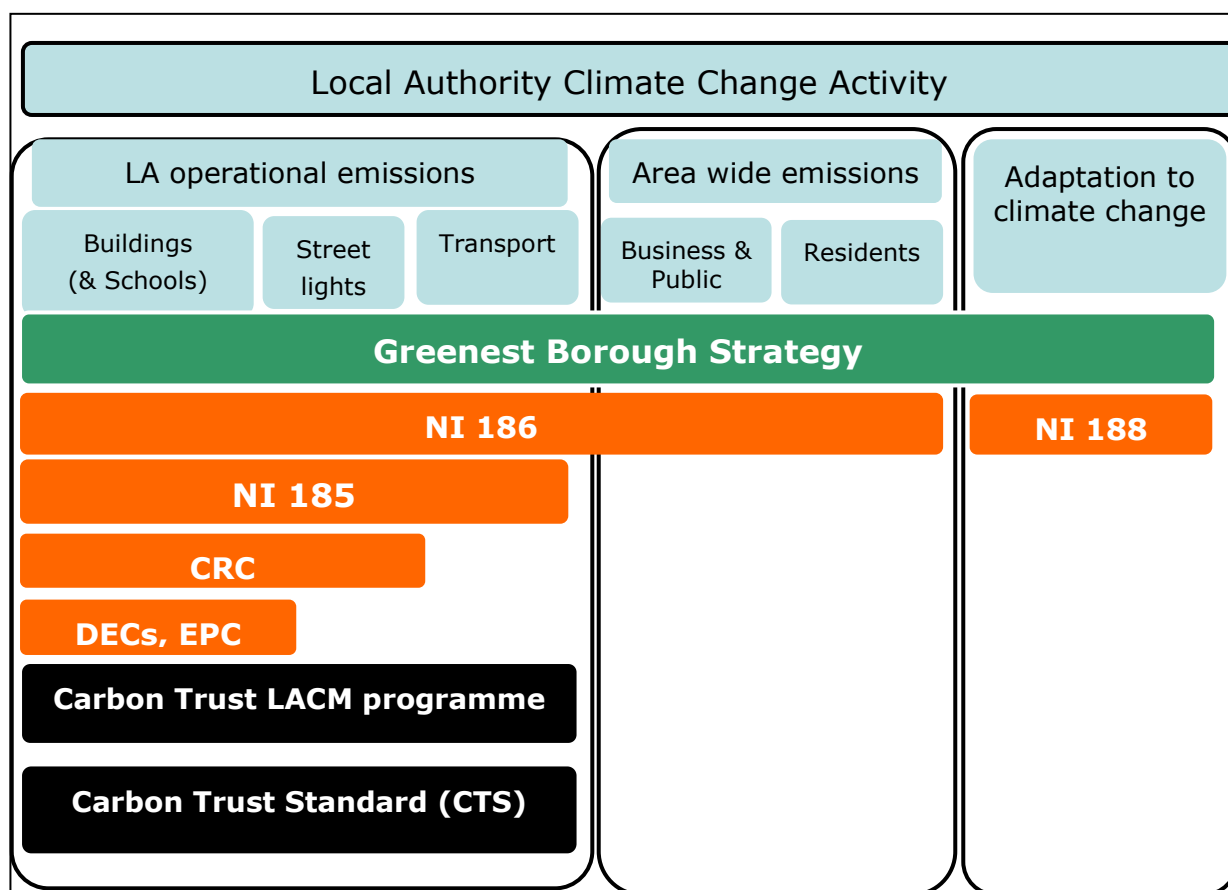 Local Authority Climate Change Activity
LA operational emissions
Buildings
(& Schools)
Street
lights
Transport
Area wide emissions
Business &
Public
Residents
Adaptation to
climate change
Greenest Borough Strategy
NI 186
NI 188
NI 185
CRC
DECs, EPC
Carbon Trust LACM programme
Carbon Trust Standard (CTS)